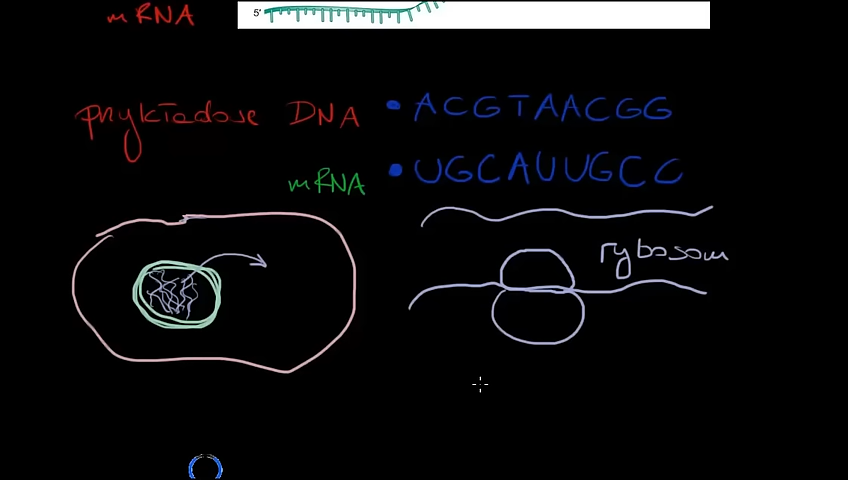 mRNA 5'
przykładowe DNA • ACGTAACGG
mRNA • UGCAUUGCC
rybosom